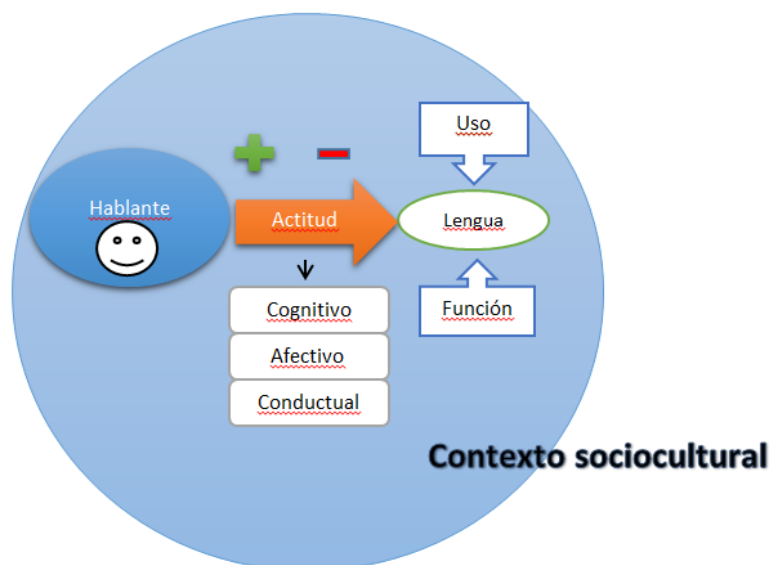 Uso
Hablante
Actitud
Lengua
Cognitivo
Función
Afectivo
Conductual
Contexto sociocultural